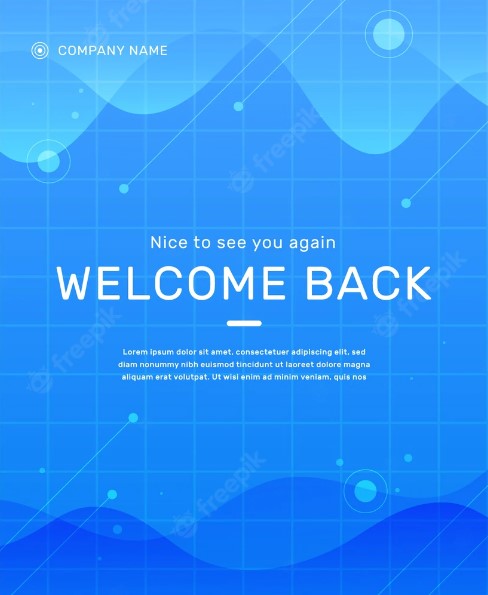 COMPANY NAME
Nice to see you again
WELCOME BACK
Lorem ipsum dolor sit amet, consectetuer adipiscing elit, sed
diam nonummy nibh euismod tincidunt ut laoreet dolore magna
aliquam erat volutpat. Ut wisi enim ad minim veniam, quis nos
freepik
freepik
freepik
freepik
freepik